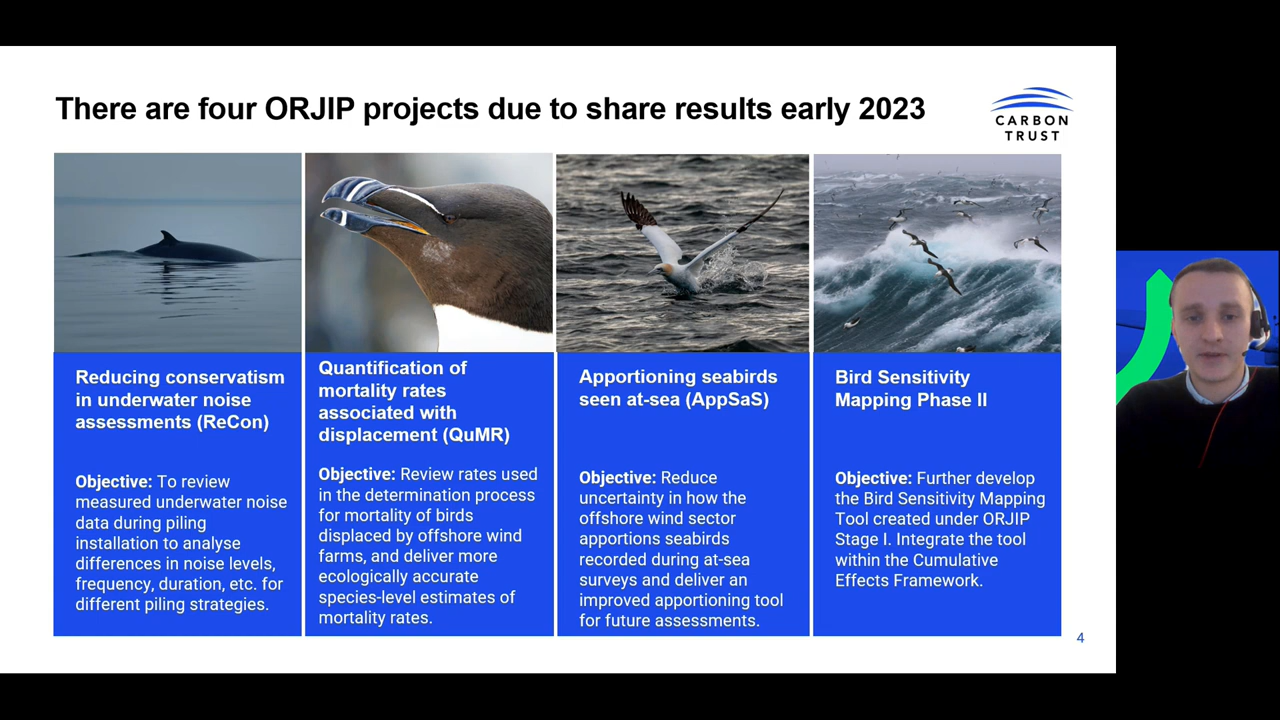 There are four ORJIP projects due to share results early 2023
CARBON
TRUST
Reducing conservatism
in underwater noise
assessments (ReCon)
Objective: To review
measured underwater noise
data during piling
installation to analyse
differences in noise levels,
frequency, duration, etc. for
different piling strategies.
Quantification of
mortality rates
associated with
displacement (QuMR)
Objective: Review rates used
in the determination process
for mortality of birds
displaced by offshore wind
farms, and deliver more
ecologically accurate
species-level estimates of
mortality rates.
Apportioning seabirds
seen at-sea (AppSaS)
Objective: Reduce
uncertainty in how the
offshore wind sector
apportions seabirds
recorded during at-sea
surveys and deliver an
improved apportioning tool
for future assessments.
Bird Sensitivity
Mapping Phase II
Objective: Further develop
the Bird Sensitivity Mapping
Tool created under ORJIP
Stage I. Integrate the tool
within the Cumulative
Effects Framework.
4